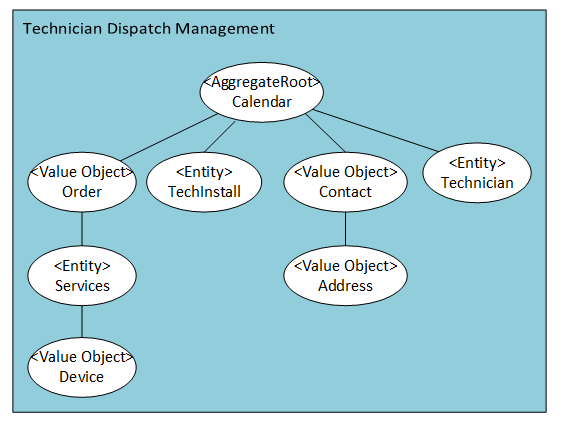 Technician Dispatch Management
<AggregateRoot>
Calendar
<Value Object>
Order
<Entity>
TechInstall
<Value Object>
Contact
<Entity>
Technician
<Entity>
Services
<Value Object>
Address
<Value Object>
Device